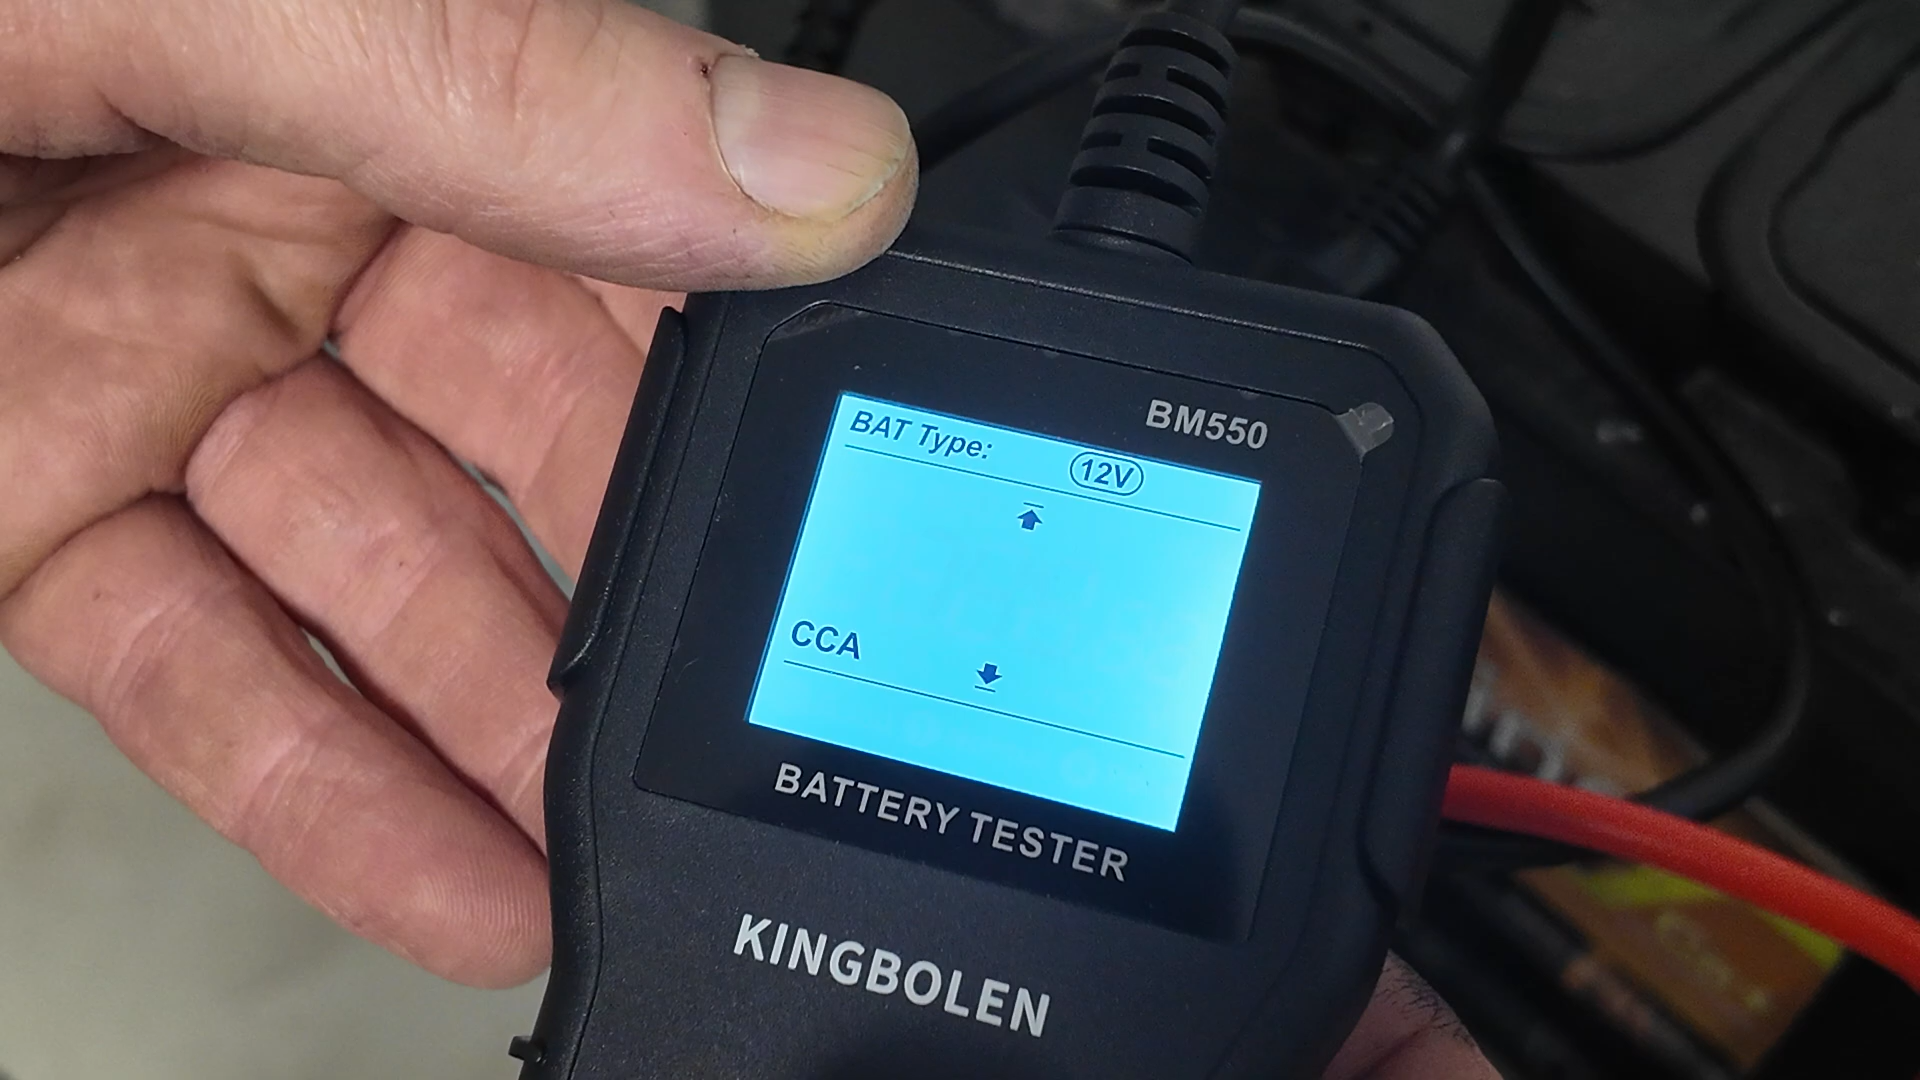 BM550
BAT Type: 12V
CCA
BATTERY TESTER
KINGBOLEN